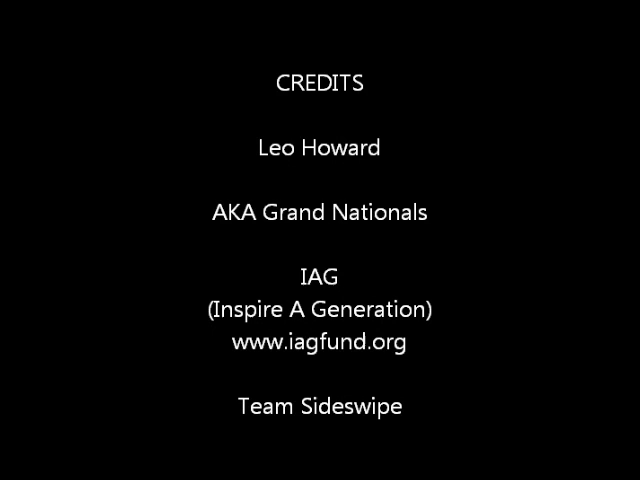 CREDITS
Leo Howard
AKA Grand Nationals
IAG
(Inspire A Generation)
www.iagfund.org
Team Sideswipe